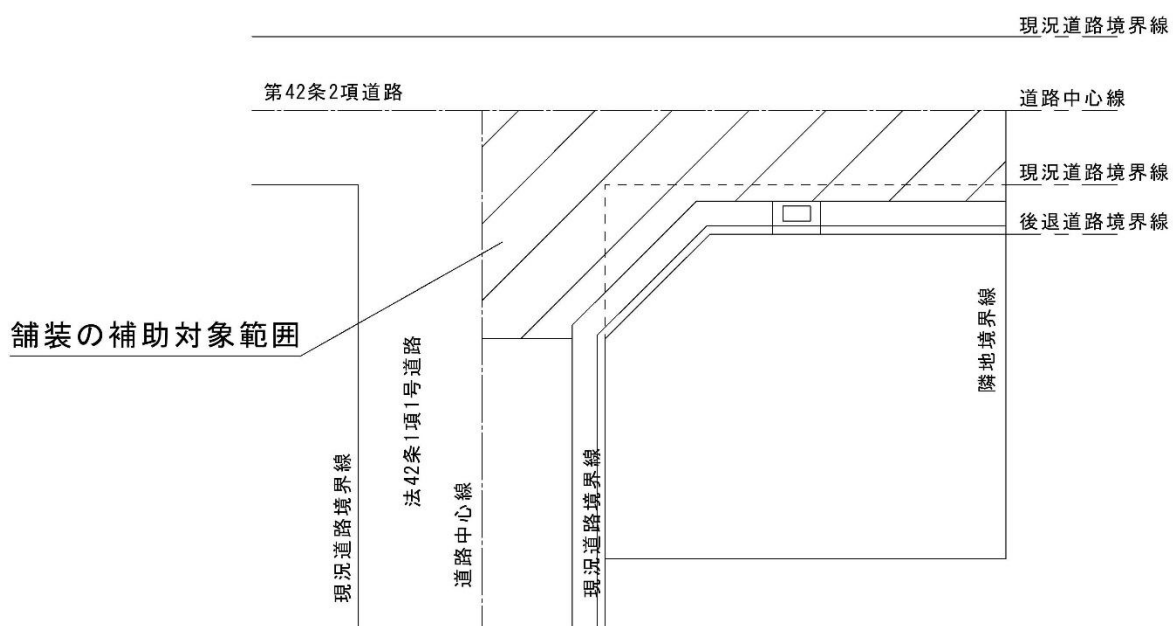 現況道路境界線
第42条2項道路
道路中心線
現況道路境界線
後退道路境界線
舗装の補助対象範囲
隣地境界線
法42条1項1号道路
現況道路境界線
道路中心線
現況道路境界線